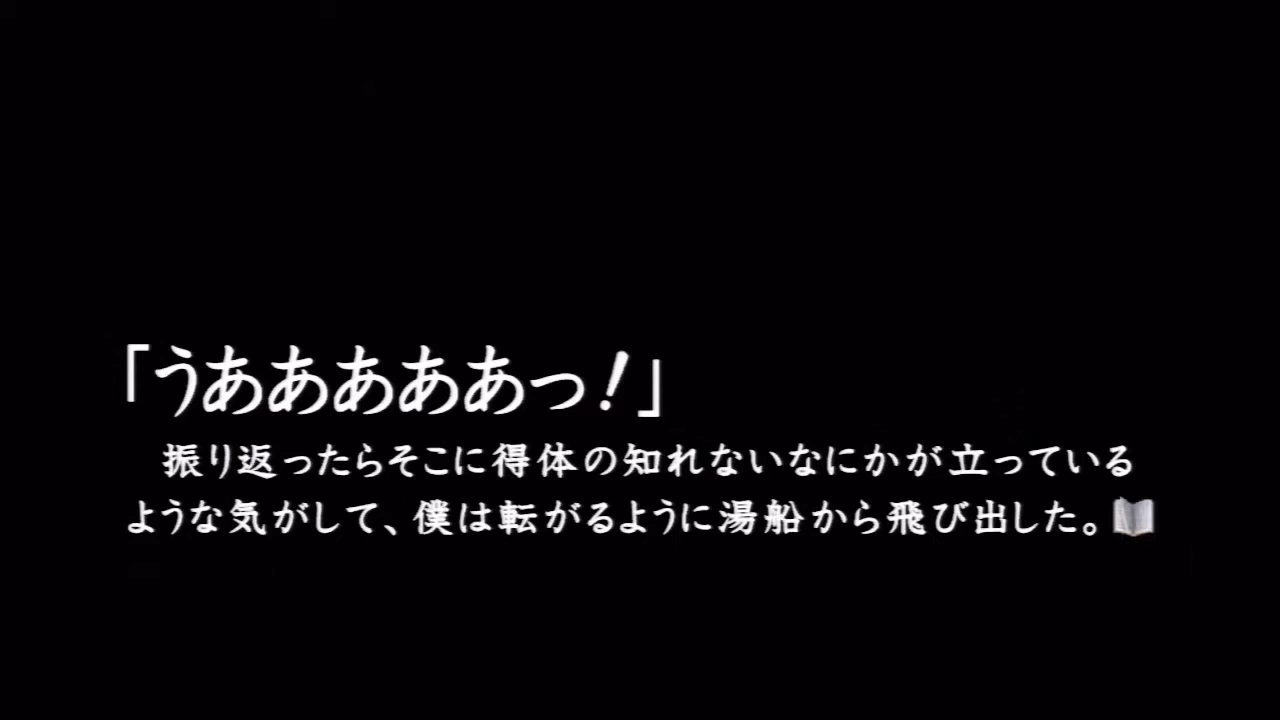 「うあああああっ！」
　振り返ったらそこに得体の知れないなにかが立っている
ような気がして、僕は転がるように湯船から飛び出した。